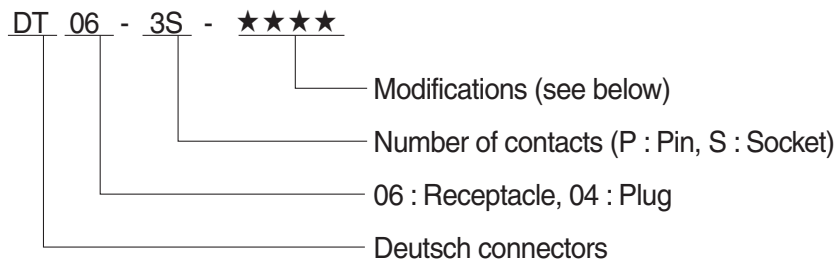 DT 06 - 3S - ★★★★
Modifications (see below)
Number of contacts (P : Pin, S : Socket)
06 : Receptacle, 04 : Plug
Deutsch connectors